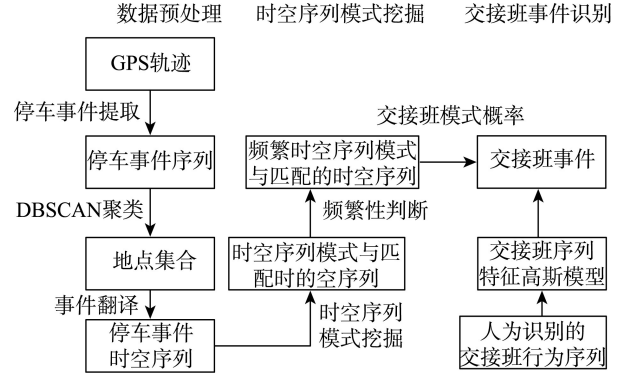 数据预处理
时空序列模式挖掘
交接班事件识别
GPS轨迹
停车事件提取
停车事件序列
DBSCAN聚类
地点集合
事件翻译
停车事件
时空序列
时空序列
模式挖掘
时空序列模式与匹
配时的空序列
频繁性判断
频繁时空序列模式
与匹配的时空序列
交接班模式概率
交接班事件
交接班序列
特征高斯模型
人为识别的
交接班行为序列